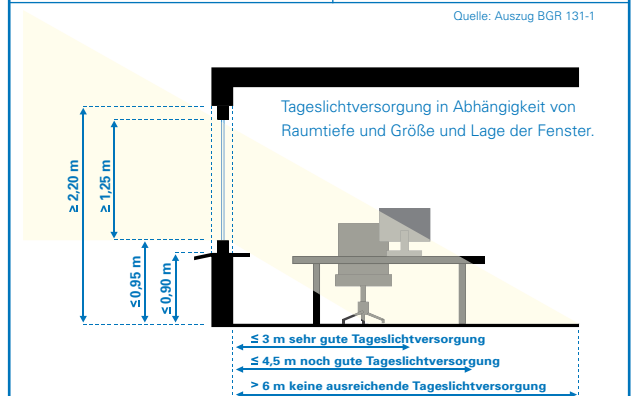 Quelle: Auszug BGR 131-1
Tageslichtversorgung in Abhängigkeit von
Raumtiefe und Größe und Lage der Fenster.
≥ 2,20 m
≥ 1,25 m
≤ 0,95 m
≤ 0,90 m
≤ 3 m sehr gute Tageslichtversorgung
≤ 4,5 m noch gute Tageslichtversorgung
> 6 m keine ausreichende Tageslichtversorgung